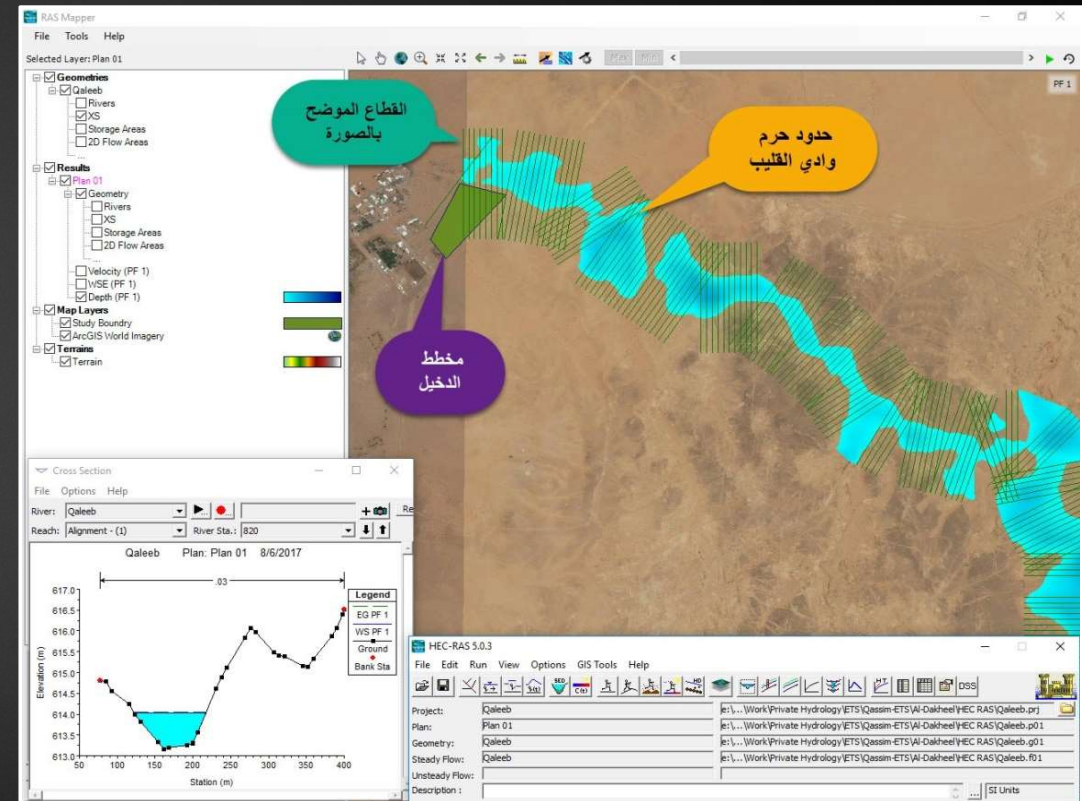 RAS Mapper
File Tools Help
Selected Layer: Plan 01
Max Min
PF 1
Geometries
Qaleeb
Rivers
XS
Storage Areas
2D Flow Areas
...
Results
Plan 01
Geometry
Rivers
XS
Storage Areas
2D Flow Areas
...
Velocity (PF 1)
WSE (PF 1)
Depth (PF 1)
Map Layers
Study Boundry
ArcGIS World Imagery
Terrains
Terrain
القطاع الموضح
بالصورة
حدود حرم
وادي القليب
مخطط
الدخيل
Cross Section
File Options Help
River: Qaleeb
Re
Reach: Alignment - (1) River Sta.: 820
Qaleeb Plan: Plan 01 8/6/2017
.03
617.0
616.5
616.0
615.5
615.0
614.5
614.0
613.5
613.0
Elevation (m)
50 100 150 200 250 300 350 400
Station (m)
Legend
EG PF 1
WS PF 1
Ground
Bank Sta
HEC-RAS 5.0.3
File Edit Run View Options GIS Tools Help
DSS
Project: Qaleeb e:\...\Work\Private Hydrology\ETS\Qassim-ETS\Al-Dakheel\HEC RAS\Qaleeb.prj
Plan: Plan 01 e:\...\Work\Private Hydrology\ETS\Qassim-ETS\Al-Dakheel\HEC RAS\Qaleeb.p01
Geometry: Qaleeb e:\...\Work\Private Hydrology\ETS\Qassim-ETS\Al-Dakheel\HEC RAS\Qaleeb.g01
Steady Flow: Qaleeb e:\...\Work\Private Hydrology\ETS\Qassim-ETS\Al-Dakheel\HEC RAS\Qaleeb.f01
Unsteady Flow:
Description : ... SI Units